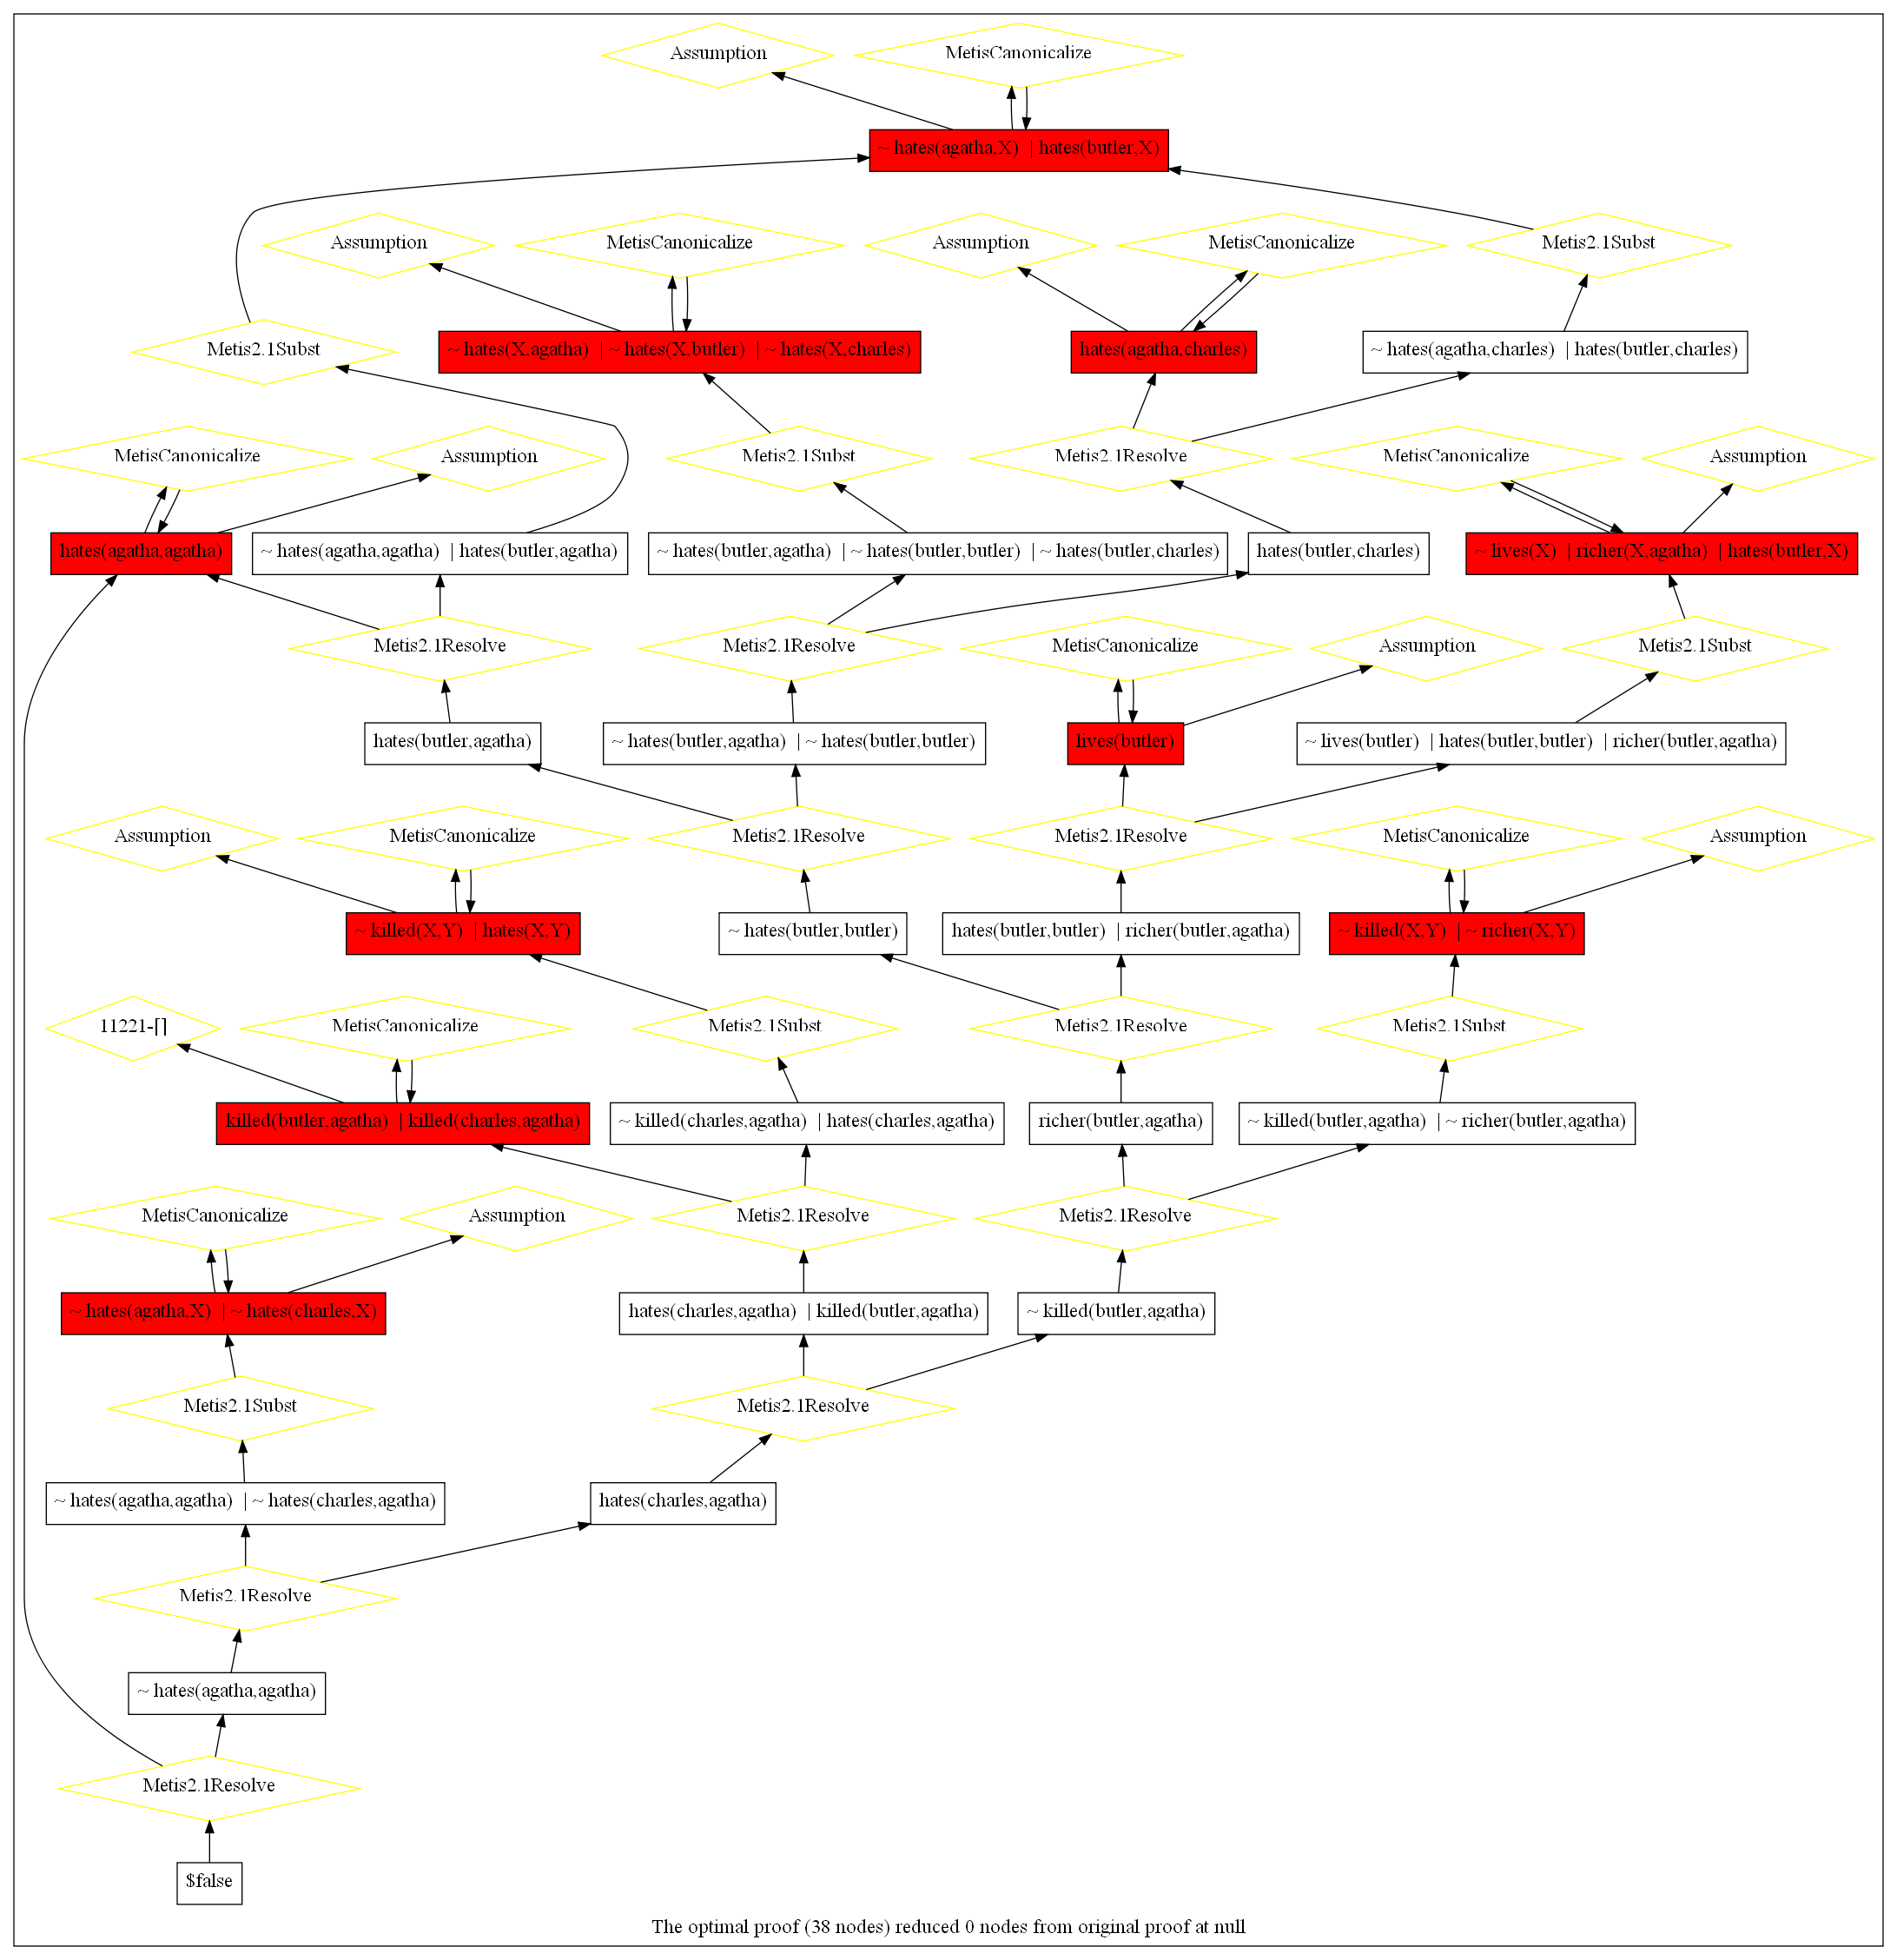 Assumption
MetisCanonicalize
~ hates(agatha,X) | hates(butler,X)
Assumption
MetisCanonicalize
Assumption
MetisCanonicalize
Metis2.1Subst
Metis2.1Subst
~ hates(X,agatha) | ~ hates(X,butler) | ~ hates(X,charles)
hates(agatha,charles)
~ hates(agatha,charles) | hates(butler,charles)
MetisCanonicalize
Assumption
Metis2.1Subst
Metis2.1Resolve
MetisCanonicalize
Assumption
hates(agatha,agatha)
~ hates(agatha,agatha) | hates(butler,agatha)
~ hates(butler,agatha) | ~ hates(butler,butler) | ~ hates(butler,charles)
hates(butler,charles)
~ lives(X) | richer(X,agatha) | hates(butler,X)
Metis2.1Resolve
Metis2.1Resolve
MetisCanonicalize
Assumption
Metis2.1Subst
hates(butler,agatha)
~ hates(butler,agatha) | ~ hates(butler,butler)
lives(butler)
~ lives(butler) | hates(butler,butler) | richer(butler,agatha)
Assumption
MetisCanonicalize
Metis2.1Resolve
Metis2.1Resolve
MetisCanonicalize
Assumption
~ killed(X,Y) | hates(X,Y)
~ hates(butler,butler)
hates(butler,butler) | richer(butler,agatha)
~ killed(X,Y) | ~ richer(X,Y)
11221-[]
MetisCanonicalize
Metis2.1Subst
Metis2.1Resolve
Metis2.1Subst
killed(butler,agatha) | killed(charles,agatha)
~ killed(charles,agatha) | hates(charles,agatha)
richer(butler,agatha)
~ killed(butler,agatha) | ~ richer(butler,agatha)
MetisCanonicalize
Assumption
Metis2.1Resolve
Metis2.1Resolve
~ hates(agatha,X) | ~ hates(charles,X)
hates(charles,agatha) | killed(butler,agatha)
~ killed(butler,agatha)
Metis2.1Subst
Metis2.1Resolve
~ hates(agatha,agatha) | ~ hates(charles,agatha)
hates(charles,agatha)
Metis2.1Resolve
~ hates(agatha,agatha)
Metis2.1Resolve
$false
The optimal proof (38 nodes) reduced 0 nodes from original proof at null